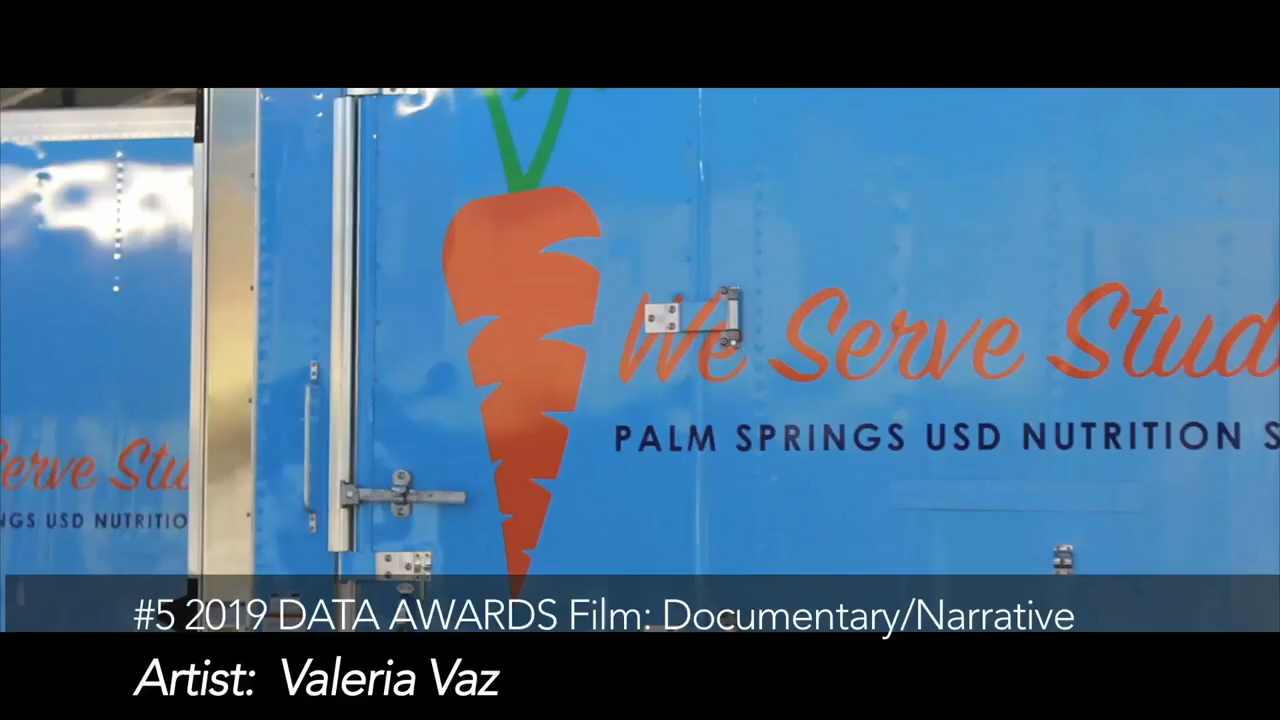 We Serve Stud
PALM SPRINGS USD NUTRITION S
Serve Stu
NGS USD NUTRITIO
#5 2019 DATA AWARDS Film: Documentary/Narrative
Artist: Valeria Vaz